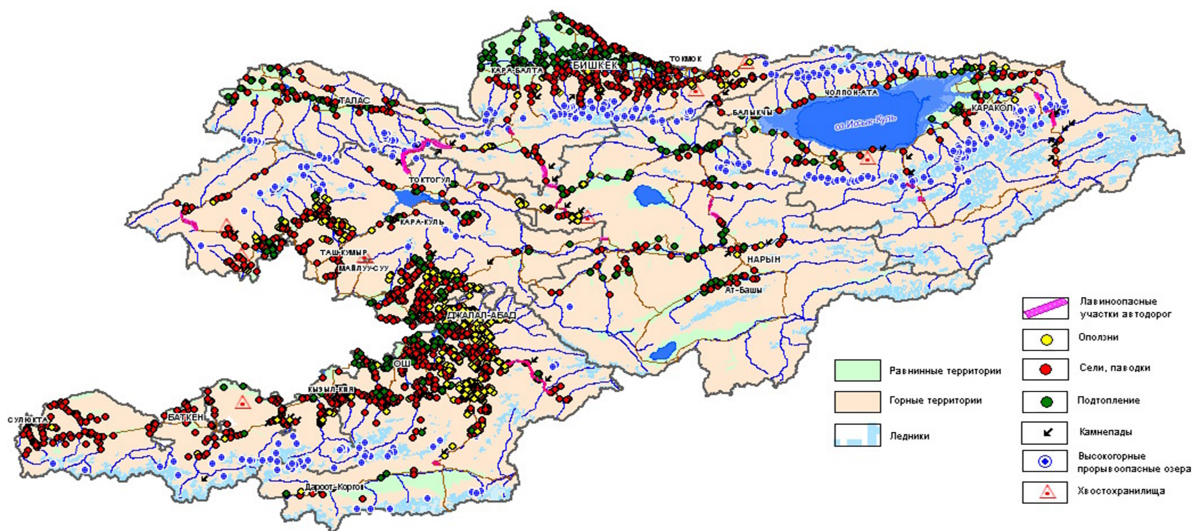 БИШКЕК
ТОКМОК
КАРА-БАЛТА
ТАЛАС
ЧОЛПОН-АТА
БАЛЫКЧЫ
КАРАКОЛ
оз.Иссык-Куль
ТОКТОГУЛ
КАРА-КУЛЬ
ТАШ-КУМЫР
МАЙЛУУ-СУУ
НАРЫН
Ат-Башы
ДЖАЛАЛ-АБАД
ОШ
КЫЗЫЛ-КИЯ
БАТКЕН
СУЛЮКТА
Дароот-Коргон
Равнинные территории
Горные территории
Ледники
Лавиноопасные
участки автодорог
Оползни
Сели, паводки
Подтопление
Камнепады
Высокогорные
прорывоопасные озера
Хвостохранилища